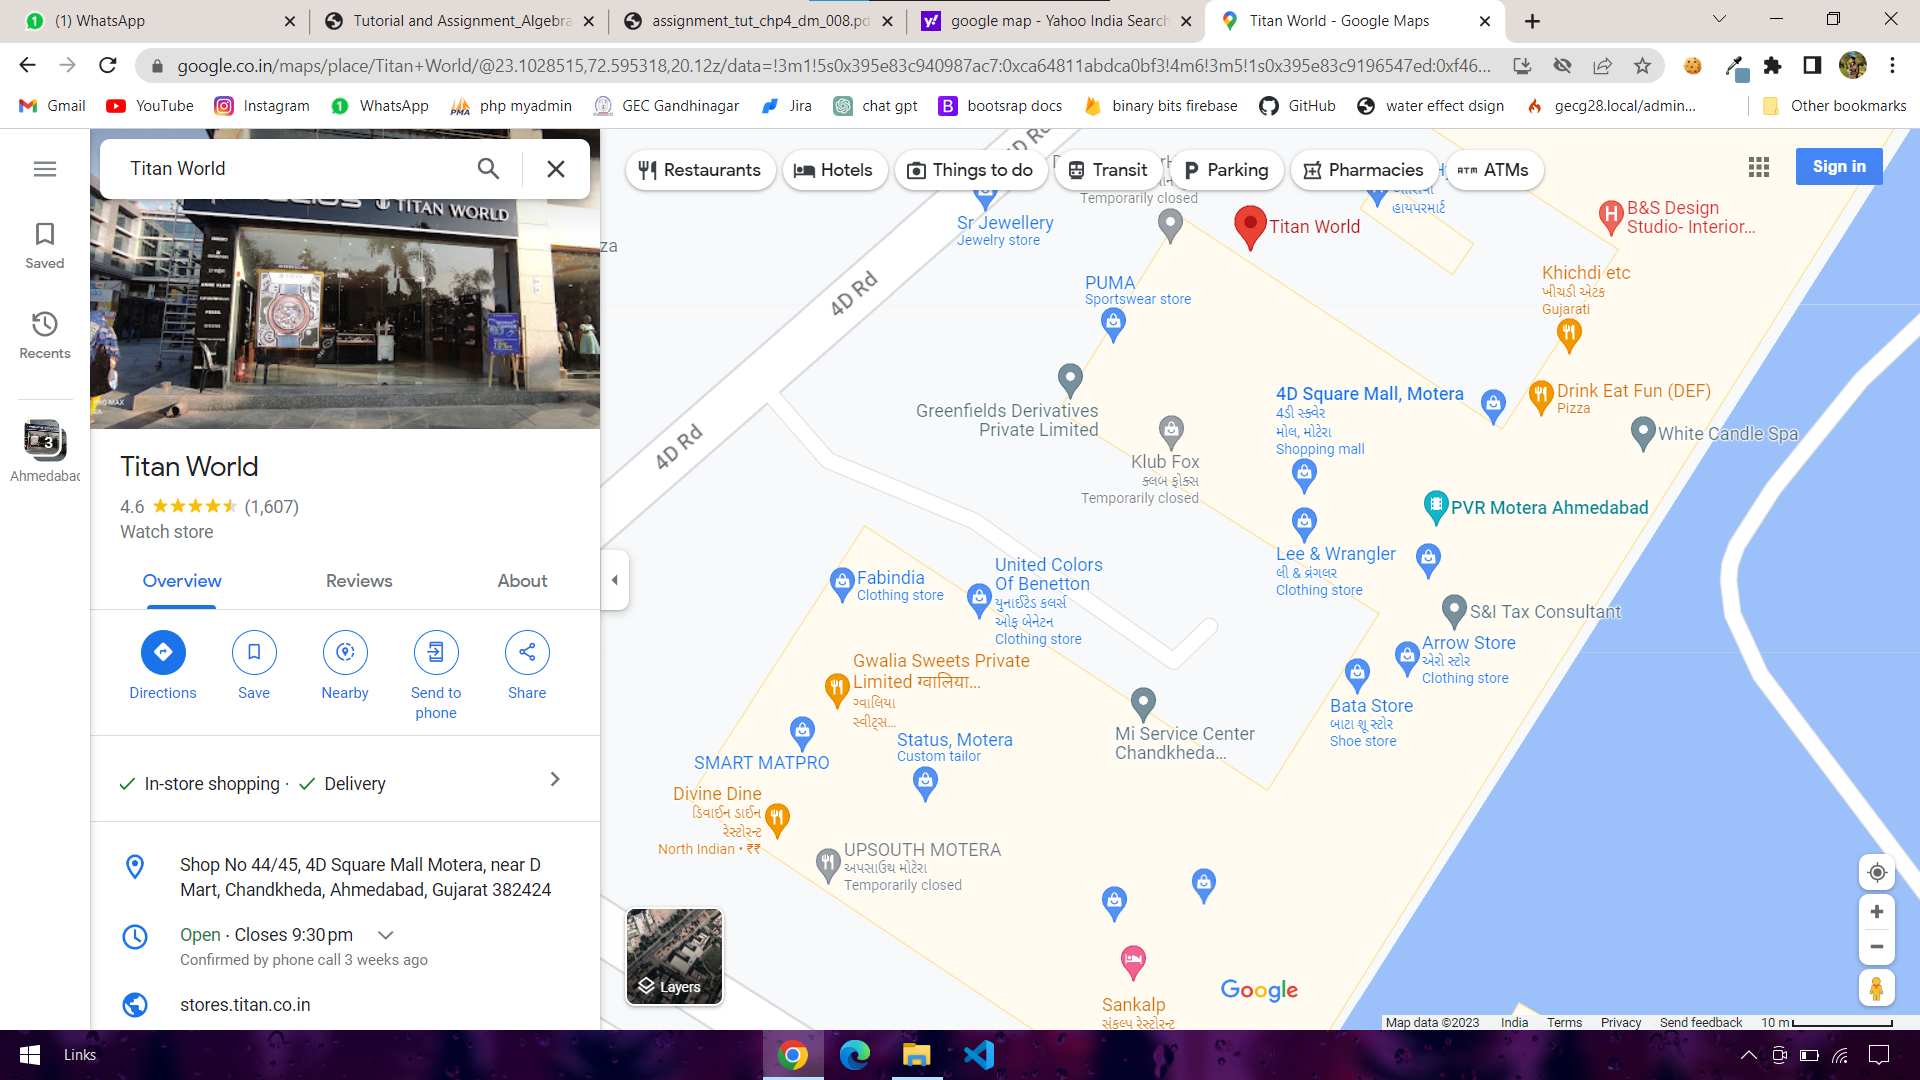 (1) WhatsApp
Tutorial and Assignment_Algebra
assignment_tut_chp4_dm_008.pd
google map - Yahoo India Search
Titan World - Google Maps
google.co.in/maps/place/Titan+World/@23.1028515,72.595318,20.12z/data=!3m1!5s0x395e83c940987ac7:0xca64811abdca0bf3!4m6!3m5!1s0x395e83c9196547ed:0xf46...
Gmail
YouTube
Instagram
WhatsApp
php myadmin
GEC Gandhinagar
Jira
chat gpt
bootsrap docs
binary bits firebase
GitHub
water effect dsign
gecg28.local/admin...
Other bookmarks
Titan World
TITAN WORLD
Saved
Recents
3
Ahmedabad
Titan World
4.6 (1,607)
Watch store
Overview
Reviews
About
Directions
Save
Nearby
Send to
phone
Share
In-store shopping ·
Delivery
Shop No 44/45, 4D Square Mall Motera, near D
Mart, Chandkheda, Ahmedabad, Gujarat 382424
Open · Closes 9:30 pm
Confirmed by phone call 3 weeks ago
stores.titan.co.in
Restaurants
Hotels
Things to do
Transit
Parking
Pharmacies
ATM ATMs
Sign in
Temporarily closed
હાયપરમાર્ટ
Sr Jewellery
Jewelry store
Titan World
B&S Design
Studio- Interior...
4D Rd
4D Rd
PUMA
Sportswear store
Khichdi etc
ખીચડી એટક
Gujarati
Greenfields Derivatives
Private Limited
4D Square Mall, Motera
4ડી સ્ક્વેર
મોલ, મોટેરા
Shopping mall
Drink Eat Fun (DEF)
Pizza
White Candle Spa
Klub Fox
ક્લબ ફોક્સ
Temporarily closed
PVR Motera Ahmedabad
Lee & Wrangler
લી & વ્રંગલર
Clothing store
Fabindia
Clothing store
United Colors
Of Benetton
યુનાઈટેડ કલર્સ
ઓફ બેનેટન
Clothing store
S&I Tax Consultant
Arrow Store
એરો સ્ટોર
Clothing store
Gwalia Sweets Private
Limited ग्वालिया...
ગ્વાલિયા
સ્વીટ્સ...
Bata Store
બાટા શૂ સ્ટોર
Shoe store
Mi Service Center
Chandkheda...
Status, Motera
Custom tailor
SMART MATPRO
Divine Dine
ડિવાઈન ડાઈન
રેસ્ટોરન્ટ
North Indian • ₹₹
UPSOUTH MOTERA
અપસાઉથ મોટેરા
Temporarily closed
Sankalp
સંકલ્પ રેસ્ટોરન્ટ
Layers
Google
Map data ©2023
India
Terms
Privacy
Send feedback
10 m
Links